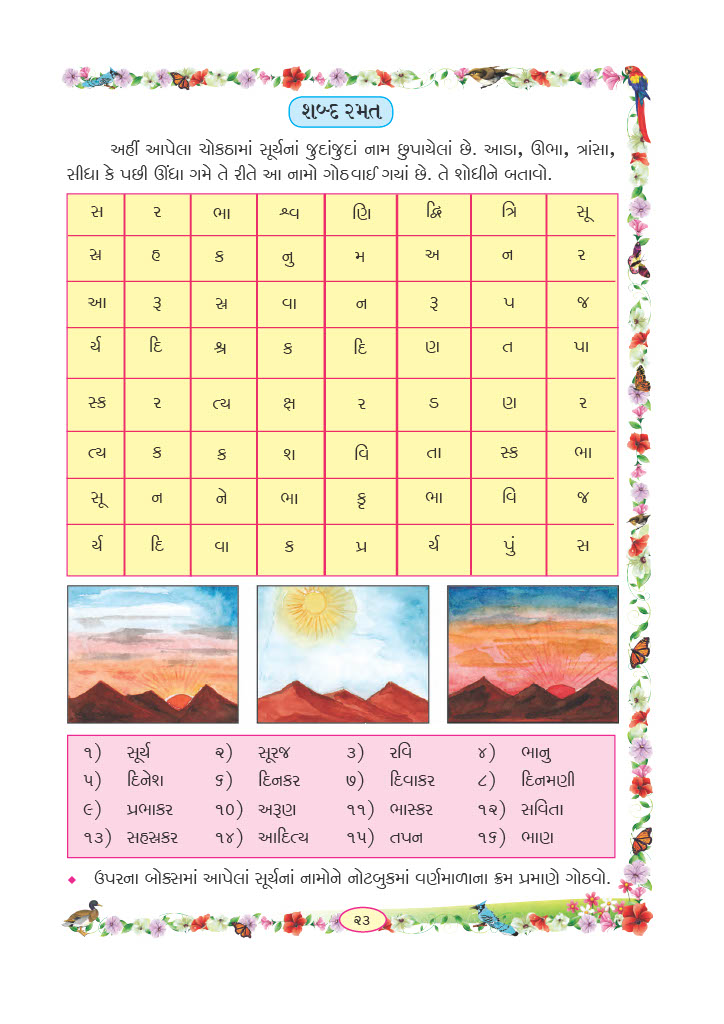 શબ્દ રમત
અહીં આપેલા ચોકઠામાં સૂર્યનાં જુદાંજુદાં નામ છુપાયેલાં છે. આડા, ઊભા, ત્રાંસા,
સીધા કે પછી ઊંધા ગમે તે રીતે આ નામો ગોઠવાઈ ગયાં છે. તે શોધીને બતાવો.
સ ર ભા શ્વ ણિ દ્વિ ત્રિ સૂ
સ્ર હ ક નુ મ અ ન ર
આ રૂ સ્ર વા ન રૂ પ જ
ર્ય દિ શ્ર ક દિ ણ ત પા
સ્ક ર ત્ય ક્ષ ર ડ ણ ર
ત્ય ક ક શ વિ તા સ્ક ભા
સૂ ન ને ભા કૃ ભા વિ જ
ર્ય દિ વા ક પ્ર ર્ય પું સ
૧) સૂર્ય ૨) સૂરજ ૩) રવિ ૪) ભાનુ
૫) દિનેશ ૬) દિનકર ૭) દિવાકર ૮) દિનમણી
૯) પ્રભાકર ૧૦) અરૂણ ૧૧) ભાસ્કર ૧૨) સવિતા
૧૩) સહસ્રકર ૧૪) આદિત્ય ૧૫) તપન ૧૬) ભાણ
◆ ઉપરના બોક્સમાં આપેલાં સૂર્યનાં નામોને નોટબુકમાં વર્ણમાળાના ક્રમ પ્રમાણે ગોઠવો.
૨૩